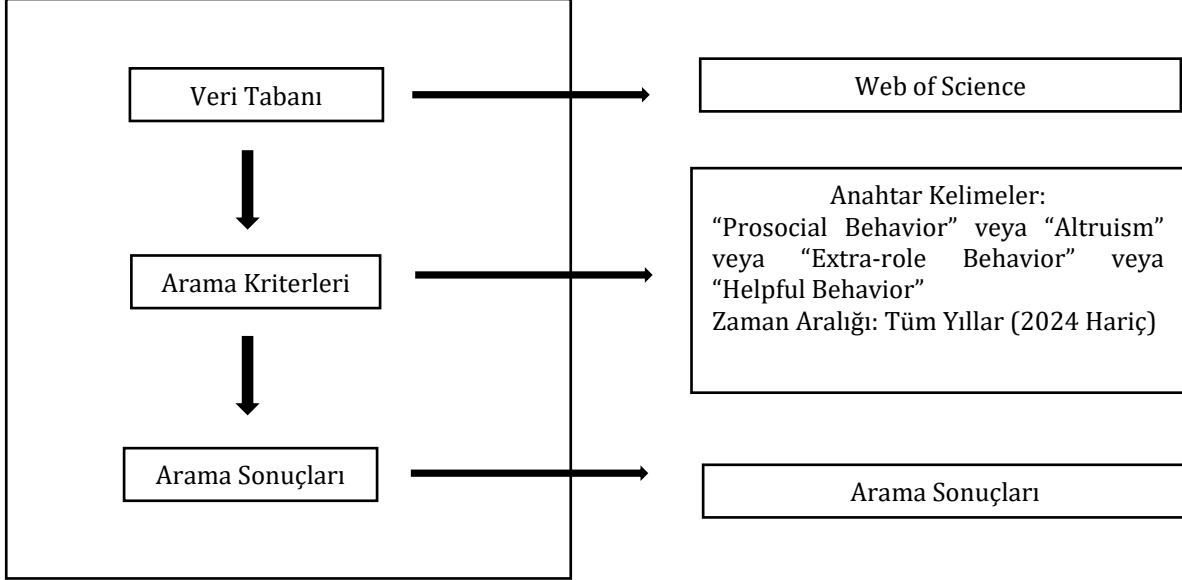 Veri Tabanı
Web of Science
Arama Kriterleri
Anahtar Kelimeler:
“Prosocial Behavior” veya “Altruism”
veya “Extra-role Behavior” veya
“Helpful Behavior”
Zaman Aralığı: Tüm Yıllar (2024 Hariç)
Arama Sonuçları
Arama Sonuçları